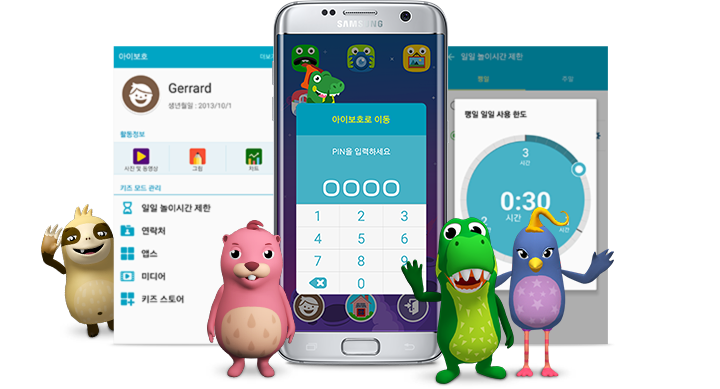 아이보호
Gerrard
생년월일 : 2013/10/1
활동정보
사진 및 동영상
그림
차트
키즈 모드 관리
일일 놀이시간 제한
연락처
앱스
미디어
키즈 스토어
SAMSUNG
아이보호로 이동
PIN을 입력하세요
0000
1 2 3
4 5 6
7 8 9
0
일일 놀이시간 제한
평일
주말
평일 일일 사용 한도
3
시간
0:30
시간
2
시간